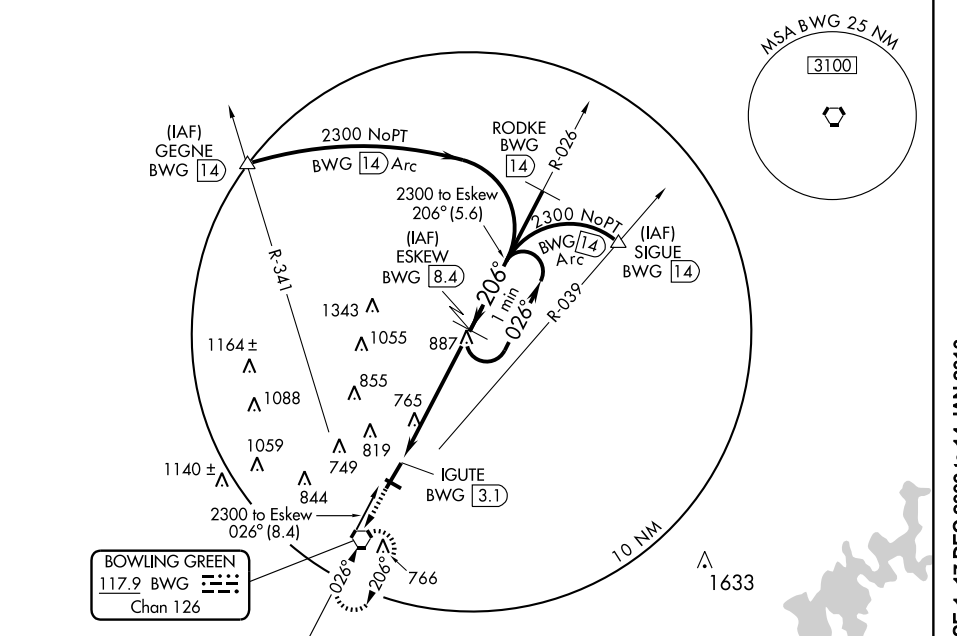 MSA BWG 25 NM
3100
(IAF)
GEGNE
BWG 14
2300 NoPT
BWG 14 Arc
RODKE
BWG
14
R-026
2300 to Eskew
206° (5.6)
2300 NoPT
BWG 14
Arc
(IAF)
SIGUE
BWG 14
(IAF)
ESKEW
BWG 8.4
R-341
206°
1 min
026°
R-039
1343
1055
887
1164 ±
855
1088
765
819
1059
749
1140 ±
844
IGUTE
BWG 3.1
2300 to Eskew
026° (8.4)
10 NM
BOWLING GREEN
117.9 BWG
Chan 126
026°
206°
766
1633